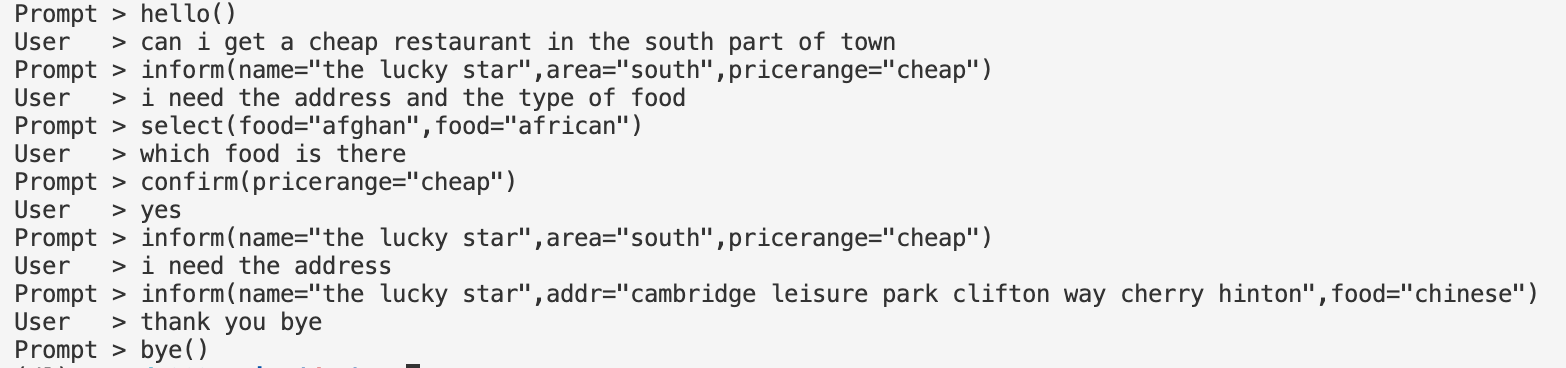 Prompt > hello()
User   > can i get a cheap restaurant in the south part of town
Prompt > inform(name="the lucky star",area="south",pricerange="cheap")
User   > i need the address and the type of food
Prompt > select(food="afghan",food="african")
User   > which food is there
Prompt > confirm(pricerange="cheap")
User   > yes
Prompt > inform(name="the lucky star",area="south",pricerange="cheap")
User   > i need the address
Prompt > inform(name="the lucky star",addr="cambridge leisure park clifton way cherry hinton",food="chinese")
User   > thank you bye
Prompt > bye()